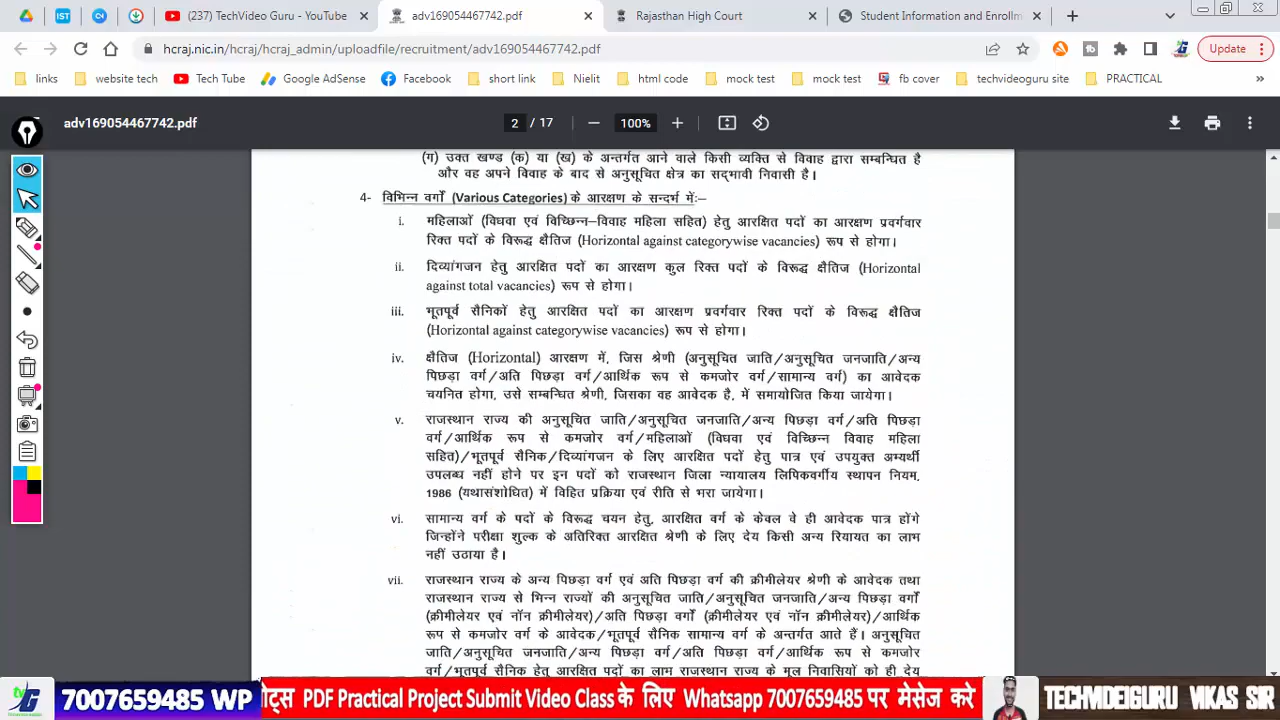 (237) TechVideo Guru - YouTube
adv169054467742.pdf
Rajasthan High Court
Student Information and Enrollm
hcraj.nic.in/hcraj_admin/uploadfile/recruitment/adv169054467742.pdf
Update
links
website tech
Tech Tube
Google AdSense
Facebook
short link
Nielit
html code
mock test
mock test
fb cover
techvideoguru site
PRACTICAL
adv169054467742.pdf
2 / 17
100%
(ग) उक्त खण्ड (क) या (ख) के अन्तर्गत आने वाले किसी व्यक्ति से विवाह द्वारा सम्बन्धित है
और वह अपने विवाह के बाद से अनुसूचित क्षेत्र का सद्भावी निवासी है।
4- विभिन्न वर्गों (Various Categories) के आरक्षण के सन्दर्भ में:–
i. महिलाओं (विधवा एवं विच्छिन्न–विवाह महिला सहित) हेतु आरक्षित पदों का आरक्षण प्रवर्गवार
रिक्त पदों के विरूद्ध क्षैतिज (Horizontal against categorywise vacancies) रूप से होगा।
ii. दिव्यांगजन हेतु आरक्षित पदों का आरक्षण कुल रिक्त पदों के विरूद्ध क्षैतिज (Horizontal
against total vacancies) रूप से होगा।
iii. भूतपूर्व सैनिकों हेतु आरक्षित पदों का आरक्षण प्रवर्गवार रिक्त पदों के विरूद्ध क्षैतिज
(Horizontal against categorywise vacancies) रूप से होगा।
iv. क्षैतिज (Horizontal) आरक्षण में, जिस श्रेणी (अनुसूचित जाति/अनुसूचित जनजाति/अन्य
पिछड़ा वर्ग/अति पिछड़ा वर्ग/आर्थिक रूप से कमजोर वर्ग/सामान्य वर्ग) का आवेदक
चयनित होगा, उसे सम्बन्धित श्रेणी, जिसका वह आवेदक है, में समायोजित किया जायेगा।
v. राजस्थान राज्य की अनुसूचित जाति/अनुसूचित जनजाति/अन्य पिछड़ा वर्ग/अति पिछड़ा
वर्ग/आर्थिक रूप से कमजोर वर्ग/महिलाओं (विधवा एवं विच्छिन्न विवाह महिला
सहित)/भूतपूर्व सैनिक/दिव्यांगजन के लिए आरक्षित पदों हेतु पात्र एवं उपयुक्त अभ्यर्थी
उपलब्ध नहीं होने पर इन पदों को राजस्थान जिला न्यायालय लिपिकवर्गीय स्थापन नियम,
1986 (यथासंशोधित) में विहित प्रक्रिया एवं रीति से भरा जायेगा।
vi. सामान्य वर्ग के पदों के विरूद्ध चयन हेतु, आरक्षित वर्ग के केवल वे ही आवेदक पात्र होंगे
जिन्होंने परीक्षा शुल्क के अतिरिक्त आरक्षित श्रेणी के लिए देय किसी अन्य रियायत का लाभ
नहीं उठाया है।
vii. राजस्थान राज्य के अन्य पिछड़ा वर्ग एवं अति पिछड़ा वर्ग की क्रीमीलेयर श्रेणी के आवेदक तथा
राजस्थान राज्य से भिन्न राज्यों की अनुसूचित जाति/अनुसूचित जनजाति/अन्य पिछड़ा वर्गों
(क्रीमीलेयर एवं नॉन क्रीमीलेयर)/अति पिछड़ा वर्गों (क्रीमीलेयर एवं नॉन क्रीमीलेयर)/आर्थिक
रूप से कमजोर वर्ग के आवेदक/भूतपूर्व सैनिक सामान्य वर्ग के अन्तर्गत आते हैं। अनुसूचित
जाति/अनुसूचित जनजाति/अन्य पिछड़ा वर्ग/अति पिछड़ा वर्ग/आर्थिक रूप से कमजोर
वर्ग/भूतपूर्व सैनिक हेतु आरक्षित पदों का लाभ राजस्थान राज्य के मूल निवासियों को ही देय
7007659485 WP
ोट्स PDF Practical Project Submit Video Class के लिए Whatsapp 7007659485 पर मेसेज करे
TECHVIDEIGURU VIKAS SIR